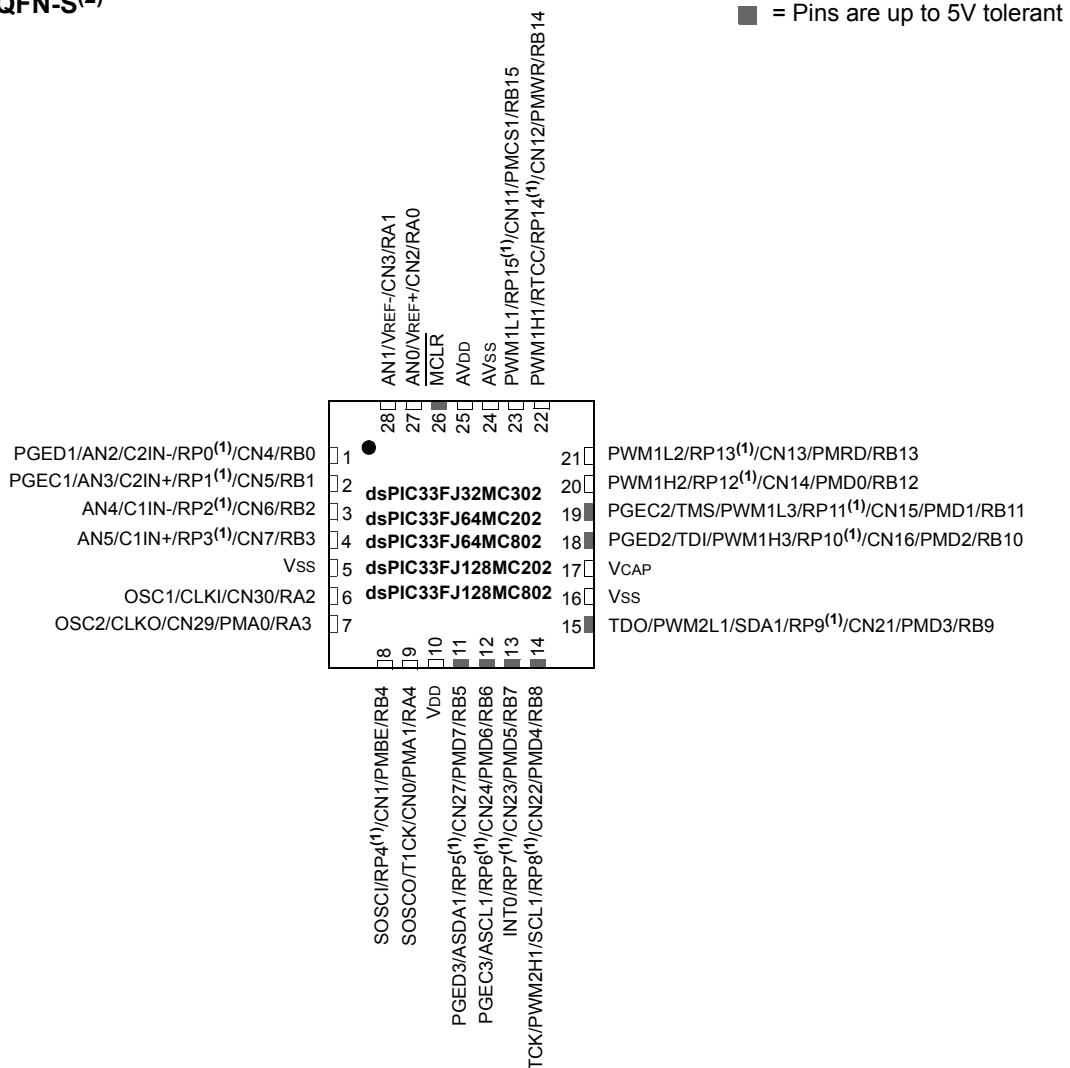 QFN-S(2)
= Pins are up to 5V tolerant
AN1/VREF-/CN3/RA1
AN0/VREF+/CN2/RA0
MCLR
AVDD
AVSS
PWM1L1/RP15(1)/CN11/PMCS1/RB15
PWM1H1/RTCC/RP14(1)/CN12/PMWR/RB14
28 27 26 25 24 23 22
PGED1/AN2/C2IN-/RP0(1)/CN4/RB0 1
PGEC1/AN3/C2IN+/RP1(1)/CN5/RB1 2
AN4/C1IN-/RP2(1)/CN6/RB2 3
AN5/C1IN+/RP3(1)/CN7/RB3 4
VSS 5
OSC1/CLKI/CN30/RA2 6
OSC2/CLKO/CN29/PMA0/RA3 7
dsPIC33FJ32MC302
dsPIC33FJ64MC202
dsPIC33FJ64MC802
dsPIC33FJ128MC202
dsPIC33FJ128MC802
21 PWM1L2/RP13(1)/CN13/PMRD/RB13
20 PWM1H2/RP12(1)/CN14/PMD0/RB12
19 PGEC2/TMS/PWM1L3/RP11(1)/CN15/PMD1/RB11
18 PGED2/TDI/PWM1H3/RP10(1)/CN16/PMD2/RB10
17 VCAP
16 VSS
15 TDO/PWM2L1/SDA1/RP9(1)/CN21/PMD3/RB9
8 9 10 11 12 13 14
SOSCI/RP4(1)/CN1/PMBE/RB4
SOSCO/T1CK/CN0/PMA1/RA4
VDD
PGED3/ASDA1/RP5(1)/CN27/PMD7/RB5
PGEC3/ASCL1/RP6(1)/CN24/PMD6/RB6
INT0/RP7(1)/CN23/PMD5/RB7
TCK/PWM2H1/SCL1/RP8(1)/CN22/PMD4/RB8